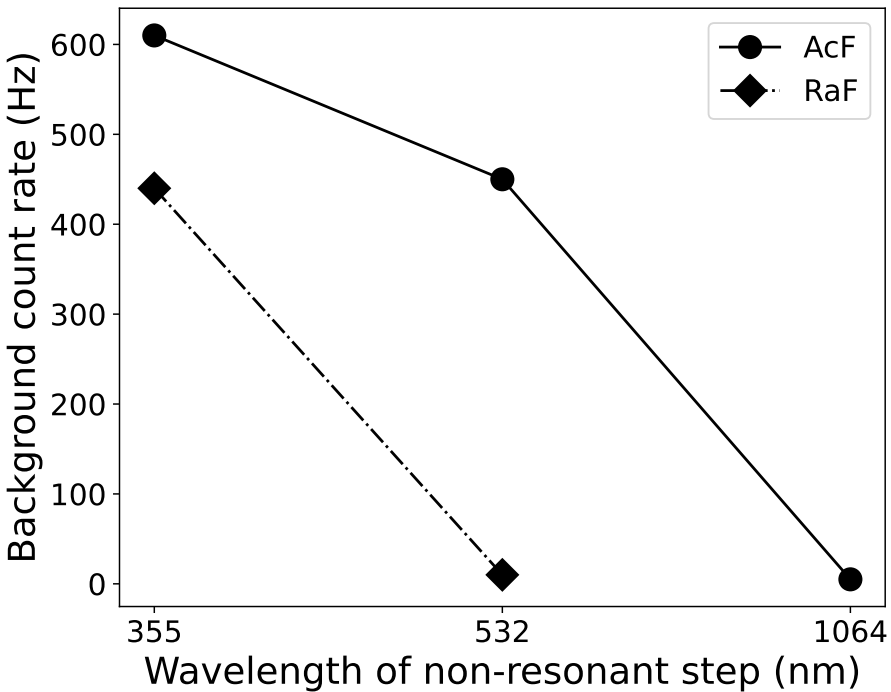 Background count rate (Hz)
600
500
400
300
200
100
0
AcF
RaF
355 532 1064
Wavelength of non-resonant step (nm)